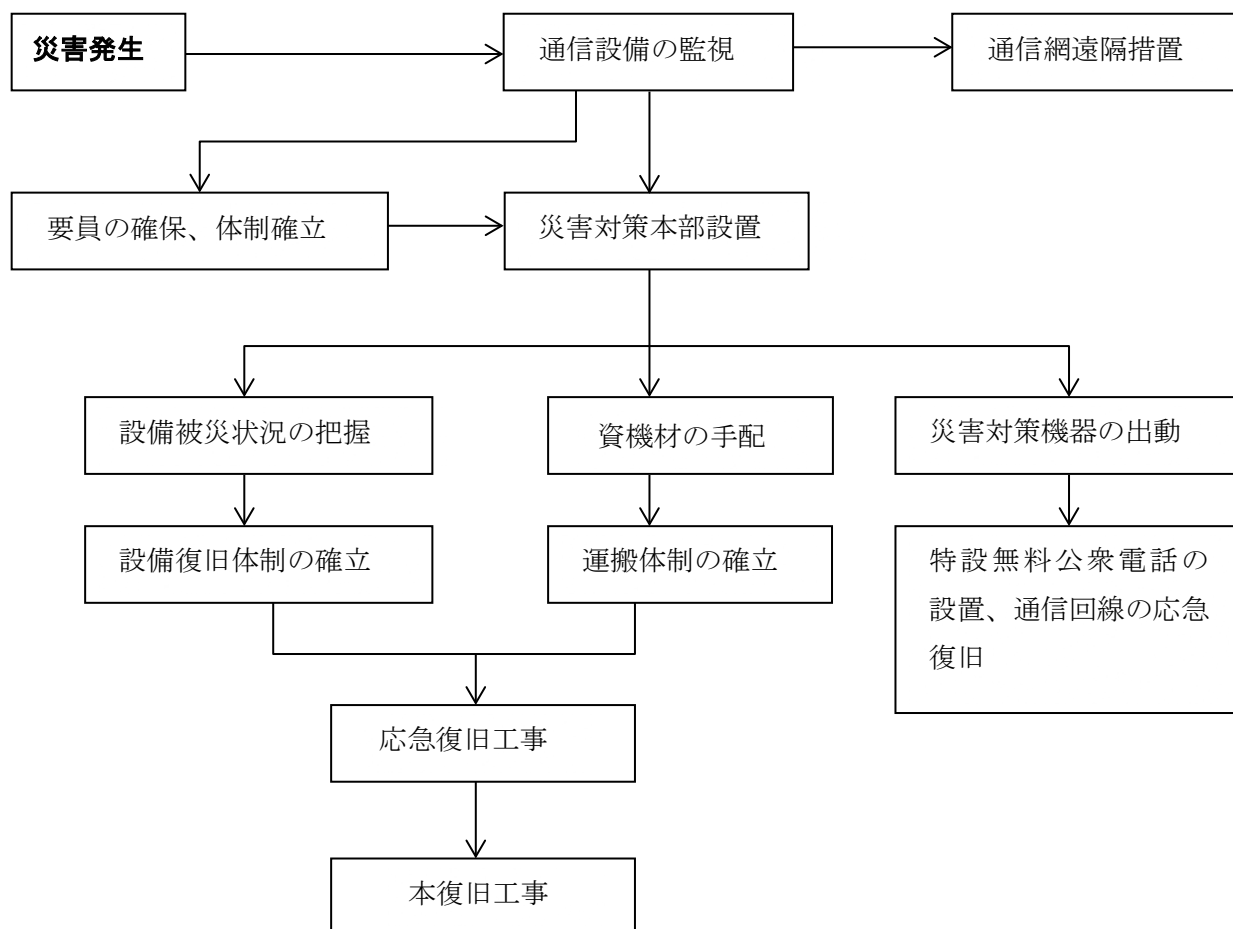 災害発生
通信設備の監視
通信網遠隔措置
要員の確保、体制確立
災害対策本部設置
設備被災状況の把握
資機材の手配
災害対策機器の出動
設備復旧体制の確立
運搬体制の確立
特設無料公衆電話の
設置、通信回線の応急
復旧
応急復旧工事
本復旧工事